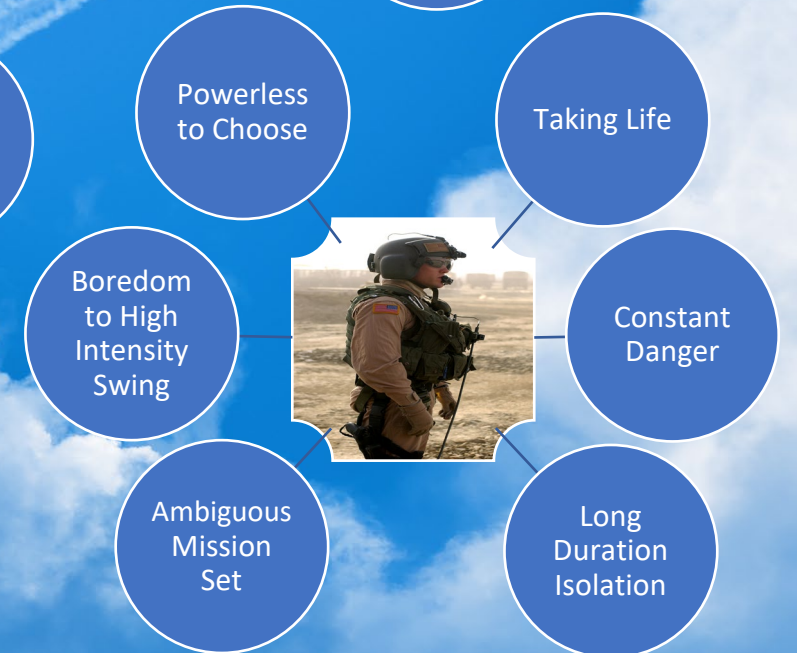 Powerless
to Choose
Taking Life
Boredom
to High
Intensity
Swing
Constant
Danger
Ambiguous
Mission
Set
Long
Duration
Isolation